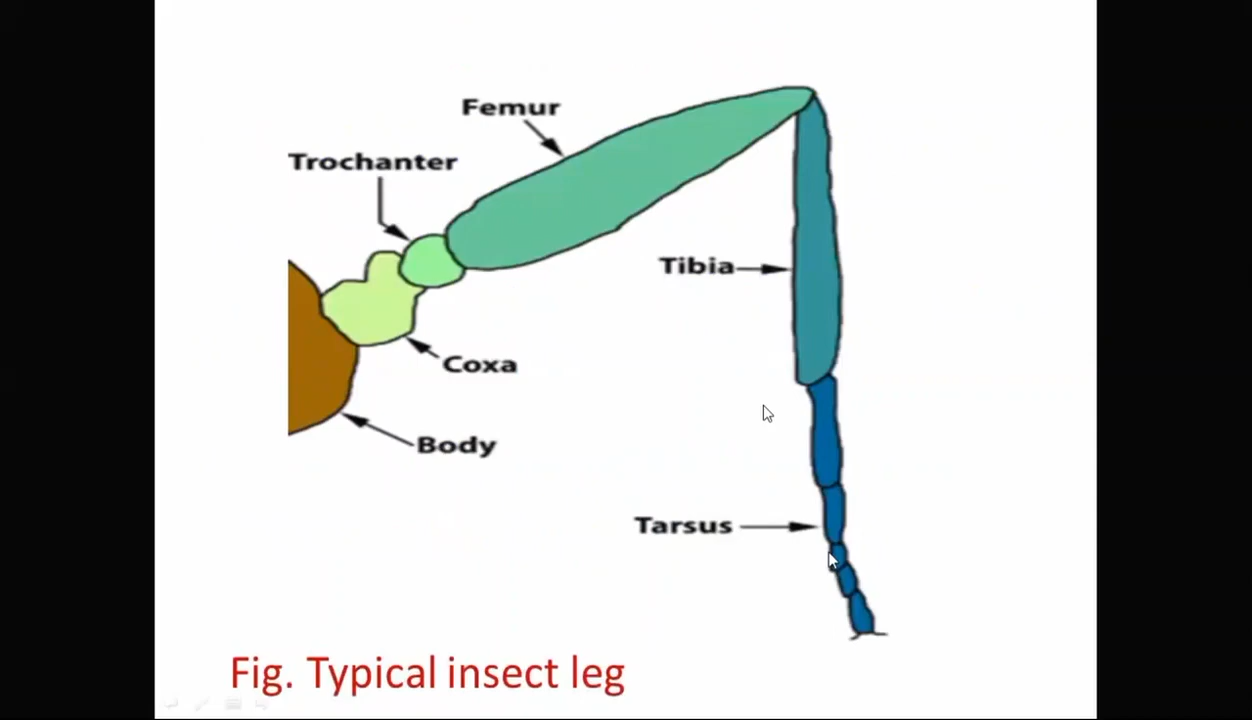 Femur
Trochanter
Tibia
Coxa
Body
Tarsus
Fig. Typical insect leg